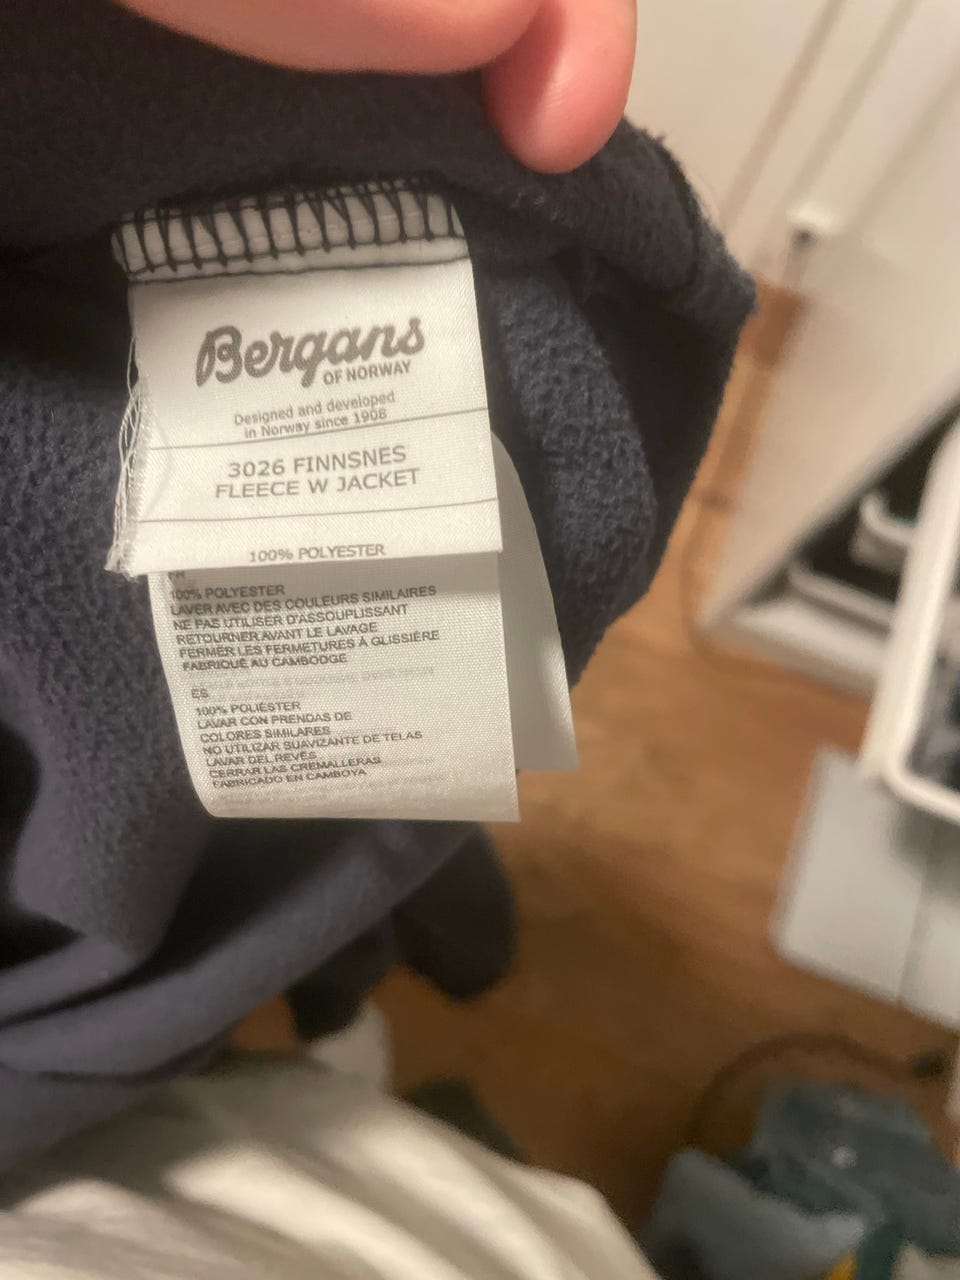 Bergans
OF NORWAY
Designed and developed
in Norway since 1908
3026 FINNSNES
FLEECE W JACKET
100% POLYESTER
100% POLYESTER
LAVER AVEC DES COULEURS SIMILAIRES
NE PAS UTILISER D'ASSOUPLISSANT
RETOURNER AVANT LE LAVAGE
FERMER LES FERMETURES À GLISSIÈRE
FABRIQUÉ AU CAMBODGE
ES
100% POLIÉSTER
LAVAR CON PRENDAS DE
COLORES SIMILARES
NO UTILIZAR SUAVIZANTE DE TELAS
LAVAR DEL REVÉS
CERRAR LAS CREMALLERAS
FABRICADO EN CAMBOYA